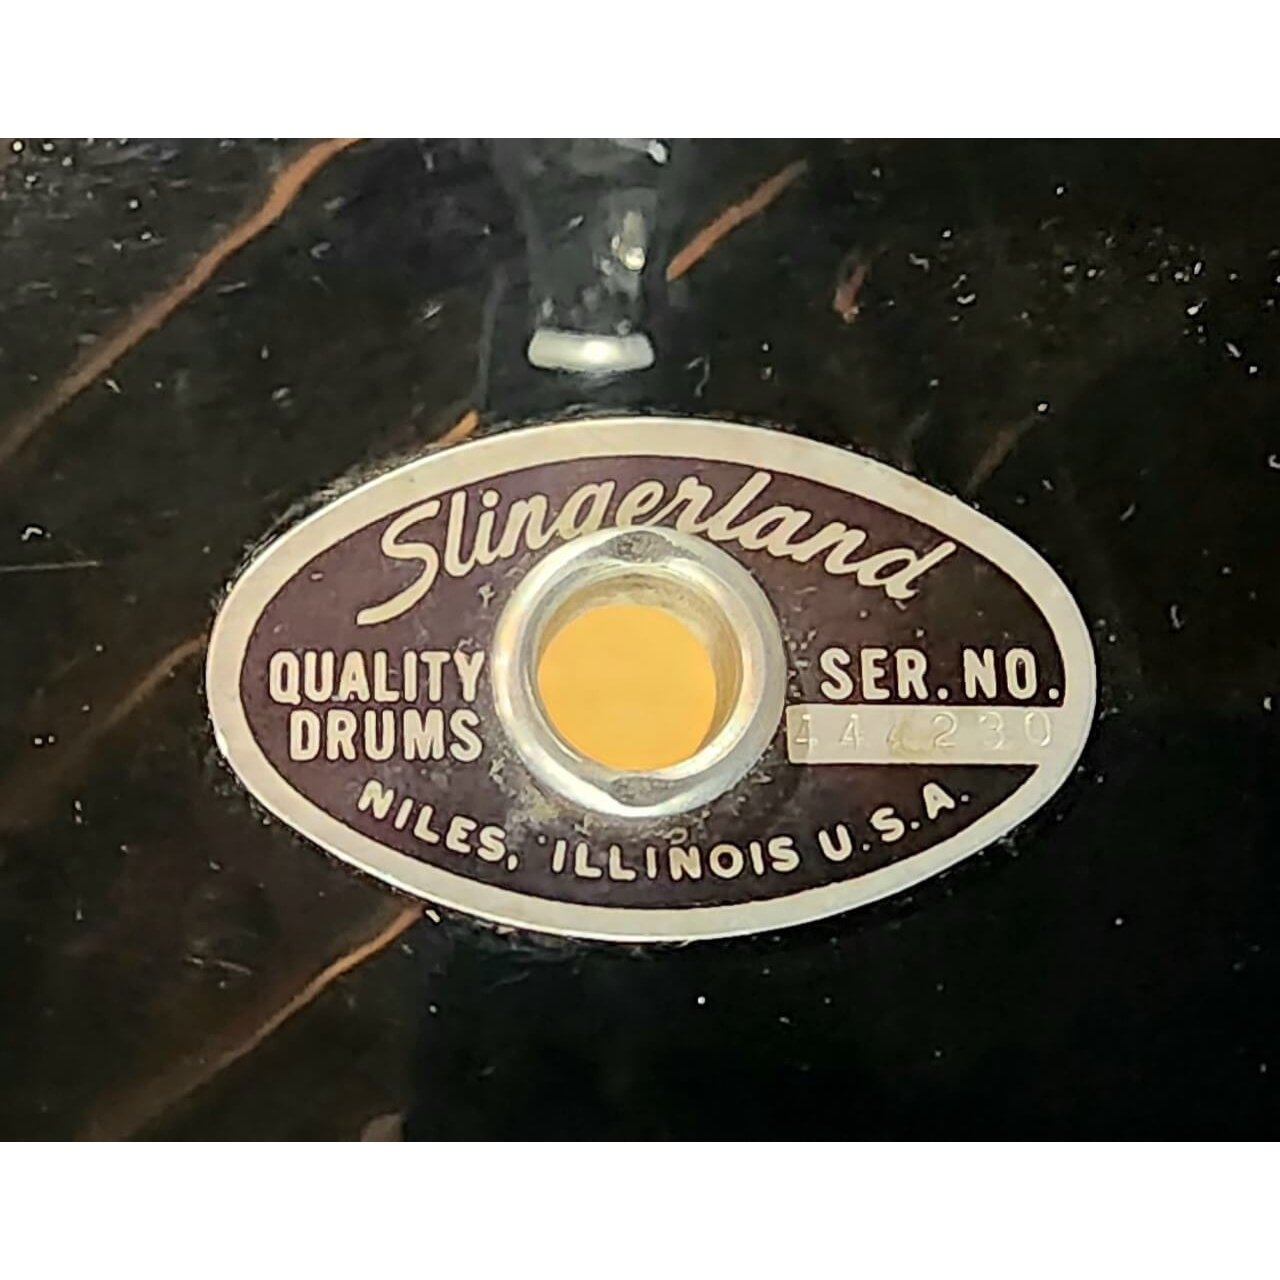 Slingerland
QUALITY
DRUMS
SER. NO.
444230
NILES, ILLINOIS U.S.A.